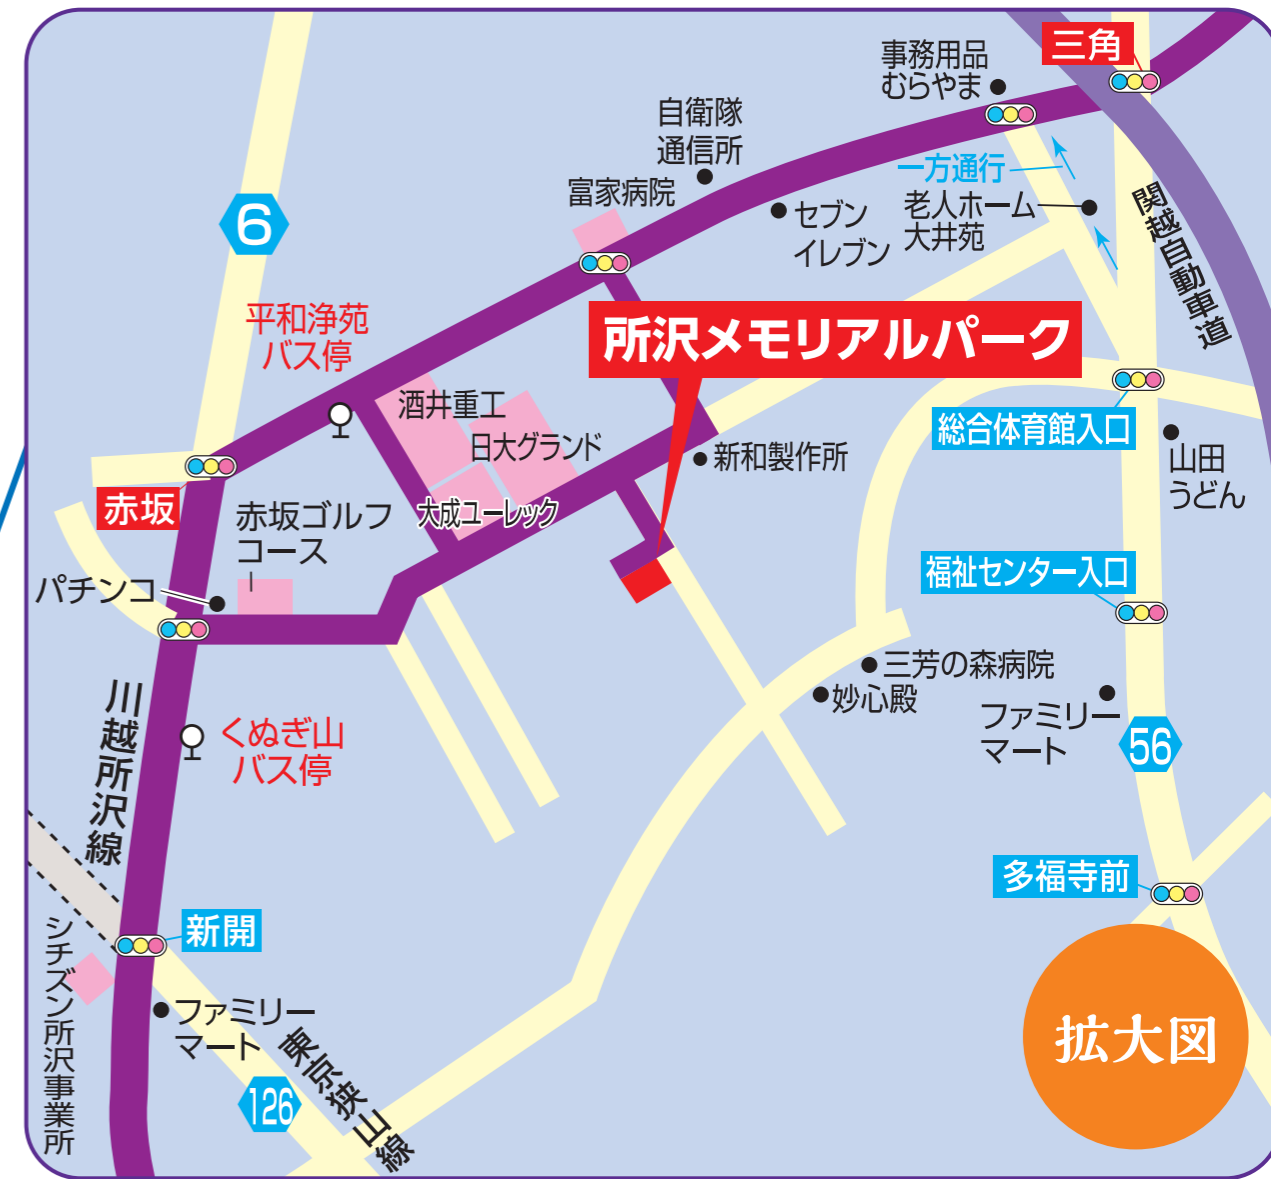 三角
事務用品
むらやま
自衛隊
通信所
一方通行
富家病院
セブン
イレブン
老人ホーム
大井苑
関越自動車道
6
平和浄苑
バス停
所沢メモリアルパーク
酒井重工
日大グランド
総合体育館入口
新和製作所
山田
うどん
赤坂
赤坂ゴルフ
コース
大成ユーレック
パチンコ
福祉センター入口
三芳の森病院
妙心殿
川越所沢線
くぬぎ山
バス停
ファミリー
マート
56
多福寺前
新開
シチズン所沢事業所
ファミリー
マート
東京狭山線
126
拡大図